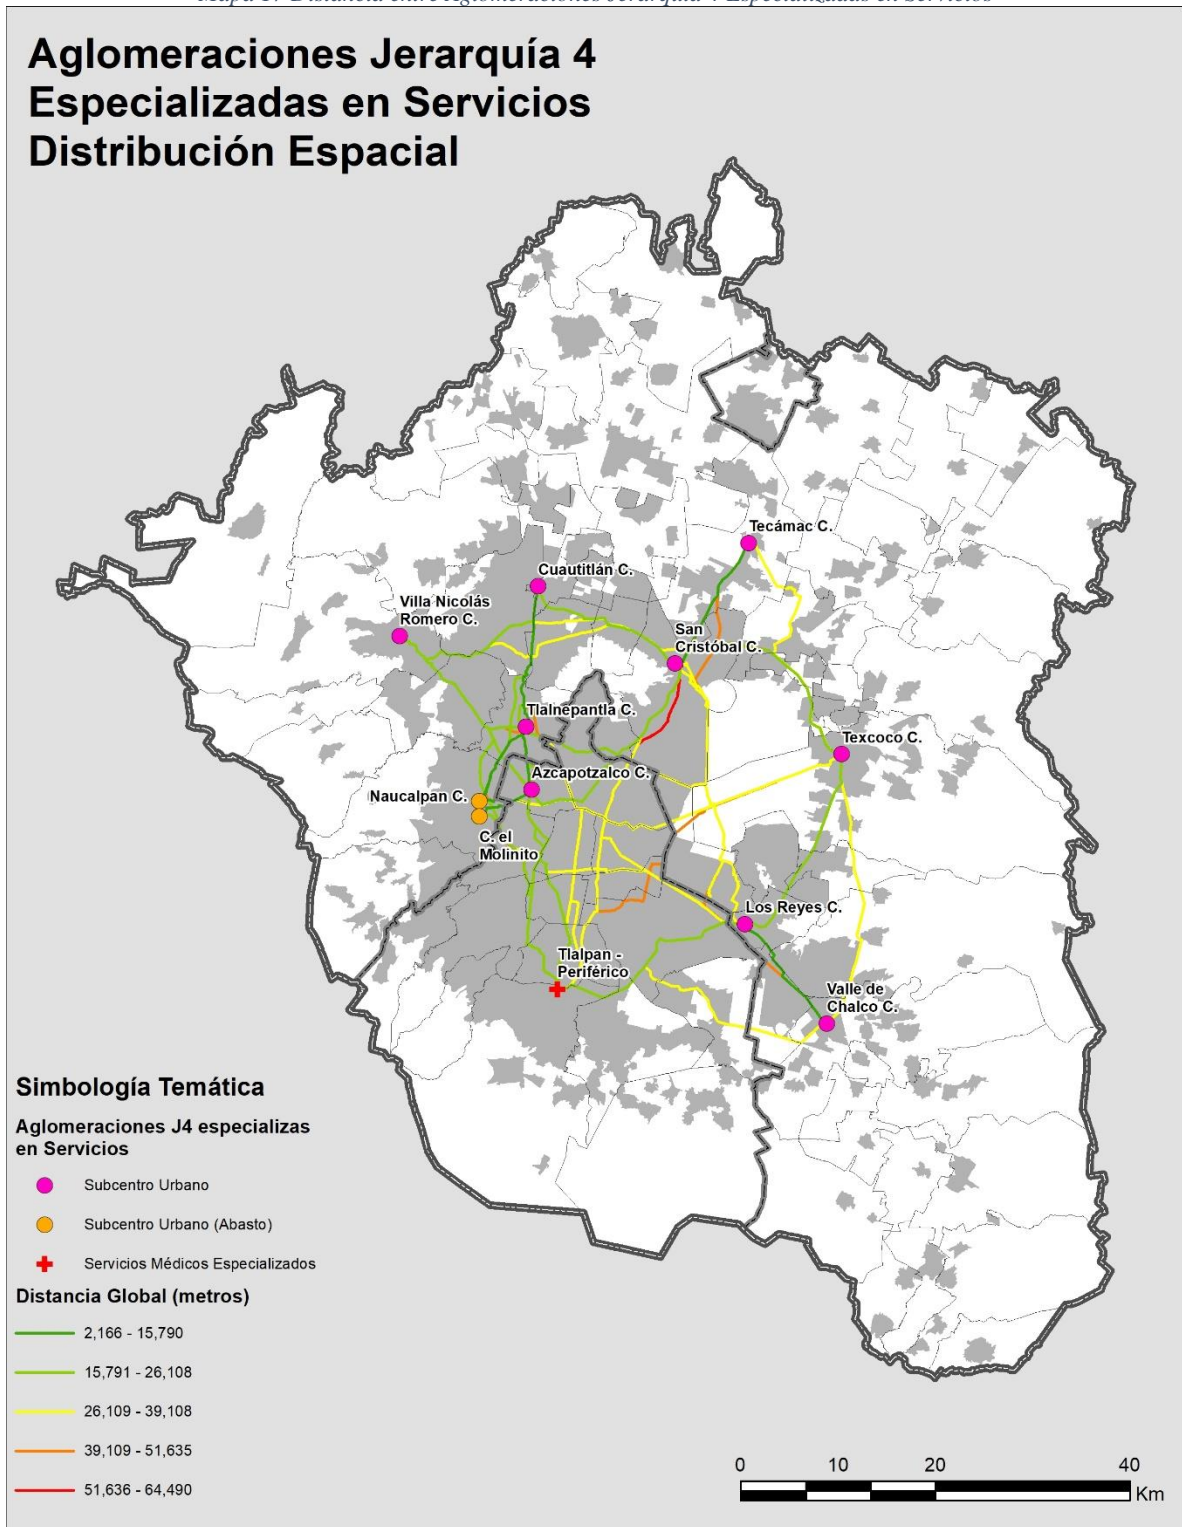 Aglomeraciones Jerarquía 4
Especializadas en Servicios
Distribución Espacial
Tecámac C.
Cuautitlán C.
Villa Nicolás
Romero C.
San
Cristóbal C.
Tlalnepantla C.
Texcoco C.
Azcapotzalco C.
Naucalpan C.
C. el
Molinito
Los Reyes C.
Tlalpan -
Periférico
Valle de
Chalco C.
Simbología Temática
Aglomeraciones J4 especializas
en Servicios
Subcentro Urbano
Subcentro Urbano (Abasto)
Servicios Médicos Especializados
Distancia Global (metros)
2,166 - 15,790
15,791 - 26,108
26,109 - 39,108
39,109 - 51,635
51,636 - 64,490
0 10 20 40
Km